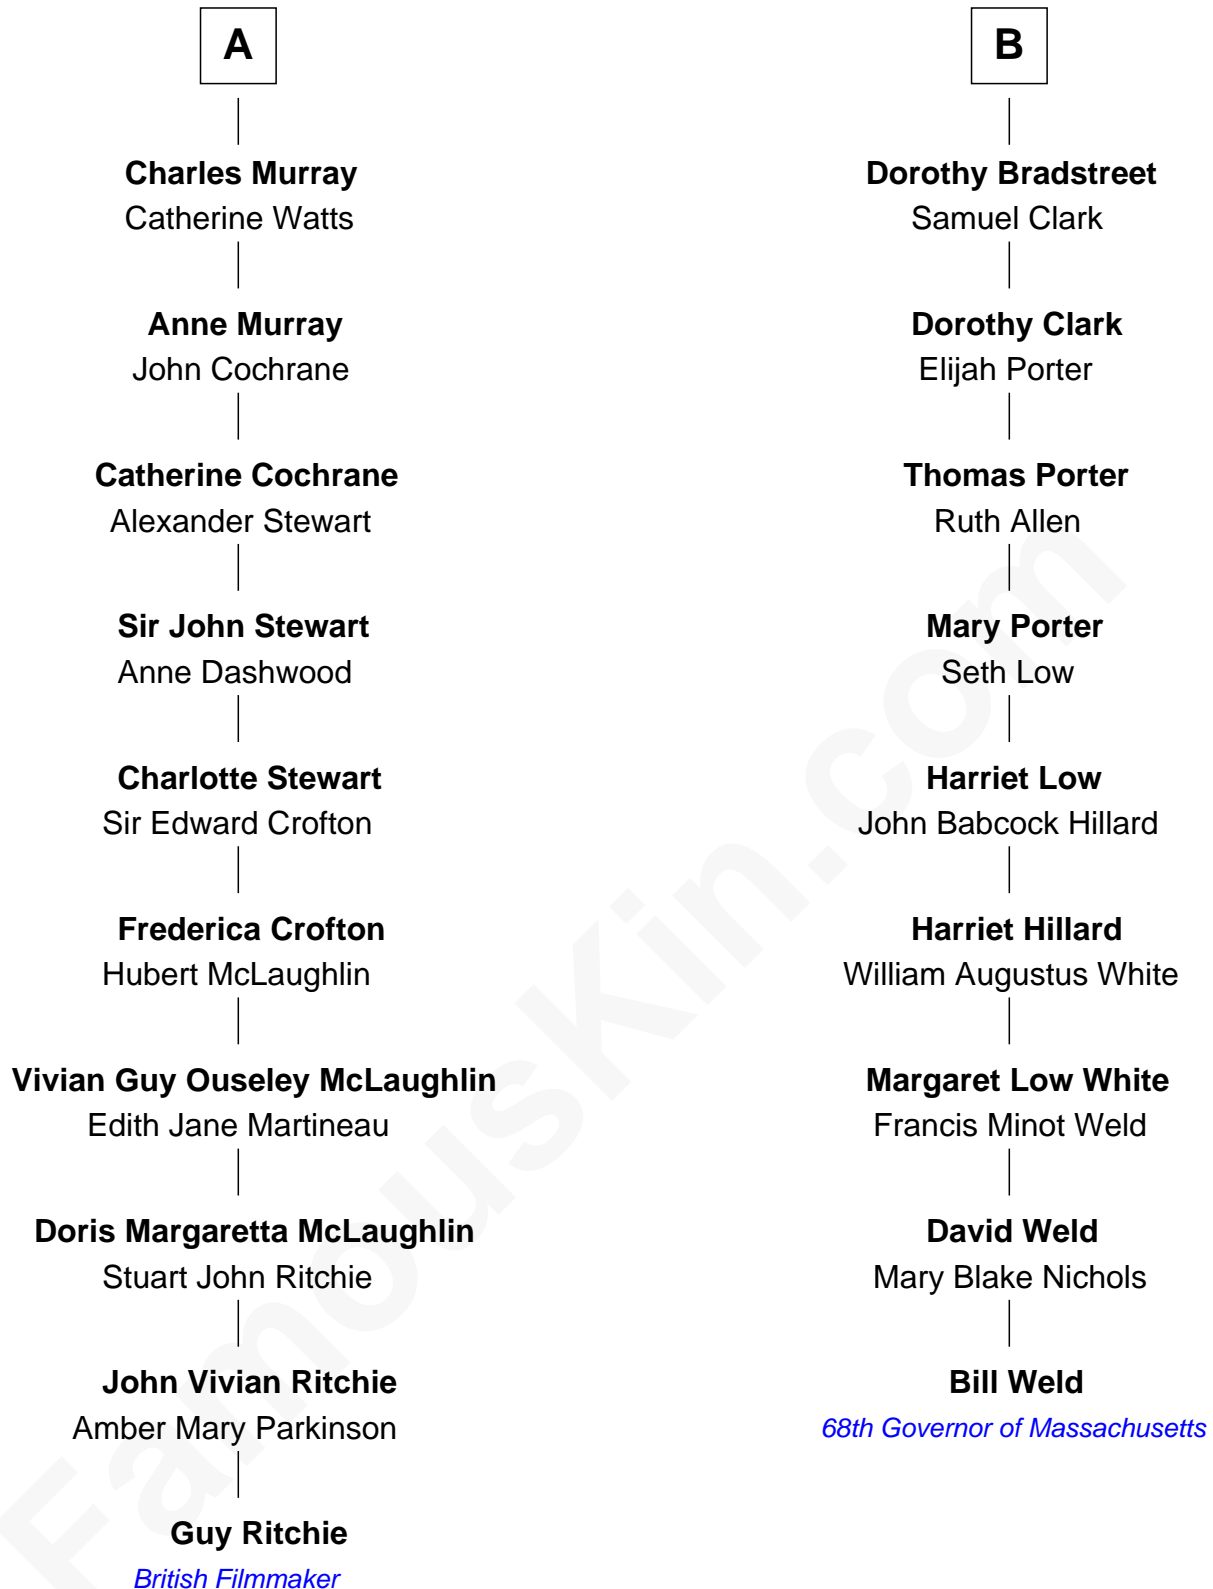 A
Charles Murray
Catherine Watts
Anne Murray
John Cochrane
Catherine Cochrane
Alexander Stewart
Sir John Stewart
Anne Dashwood
Charlotte Stewart
Sir Edward Crofton
Frederica Crofton
Hubert McLaughlin
Vivian Guy Ouseley McLaughlin
Edith Jane Martineau
Doris Margaretta McLaughlin
Stuart John Ritchie
John Vivian Ritchie
Amber Mary Parkinson
Guy Ritchie
British Filmmaker
B
Dorothy Bradstreet
Samuel Clark
Dorothy Clark
Elijah Porter
Thomas Porter
Ruth Allen
Mary Porter
Seth Low
Harriet Low
John Babcock Hillard
Harriet Hillard
William Augustus White
Margaret Low White
Francis Minot Weld
David Weld
Mary Blake Nichols
Bill Weld
68th Governor of Massachusetts
FamousKin.com